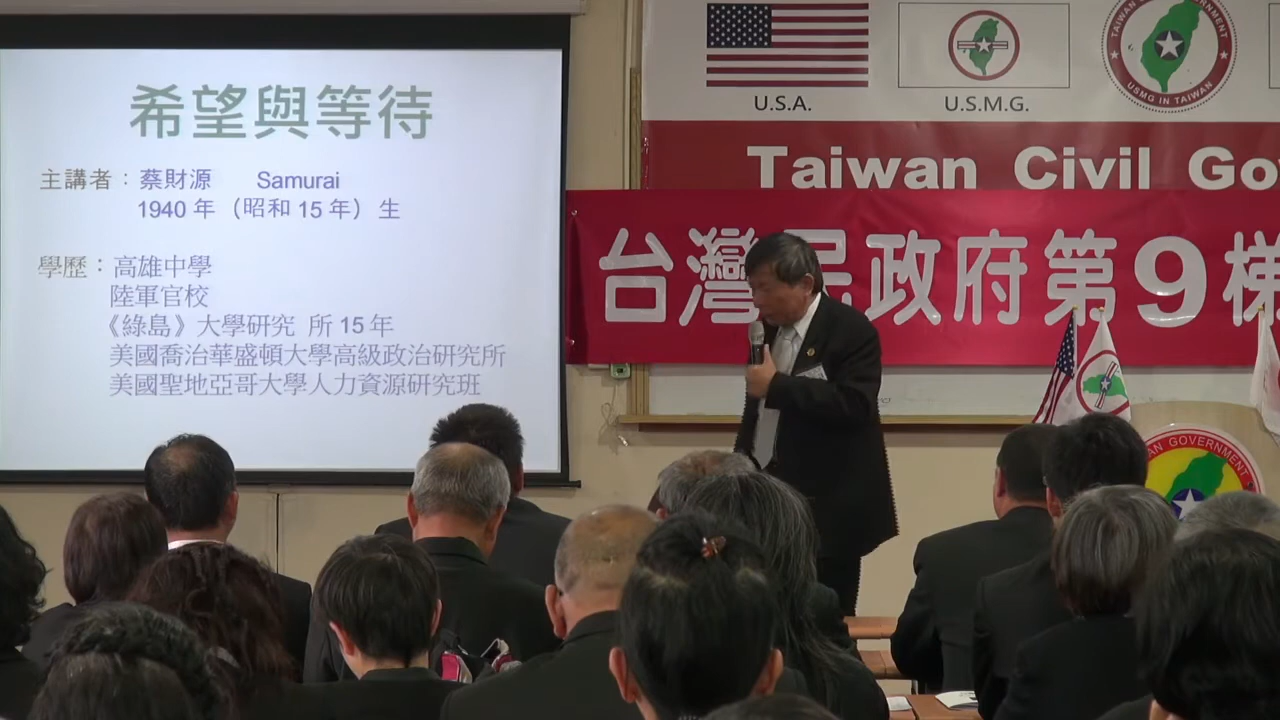 希望與等待
主講者：蔡財源 Samurai
1940 年（昭和 15 年）生
學歷：高雄中學
陸軍官校
《綠島》大學研究 所 15 年
美國喬治華盛頓大學高級政治研究所
美國聖地亞哥大學人力資源研究班
U.S.A.
U.S.M.G.
USMG IN TAIWAN
Taiwan Civil Go
台灣民政府第9梯
GOVERNMENT